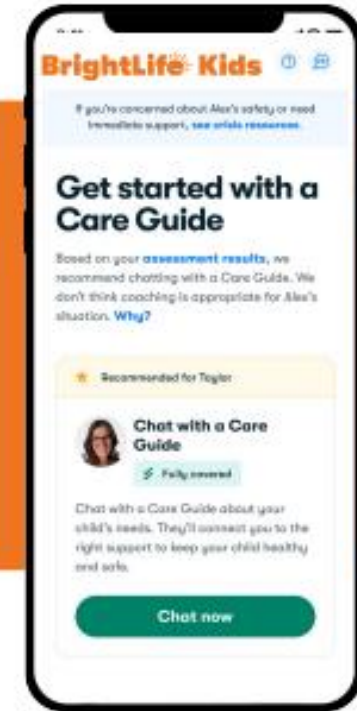 BrightLife Kids
If you're concerned about Alex's safety or need
immediate support, see crisis resources.
Get started with a
Care Guide
Based on your assessment results, we
recommend chatting with a Care Guide. We
don't think coaching is appropriate for Alex's
situation. Why?
Recommended for Taylor
Chat with a Care
Guide
Fully covered
Chat with a Care Guide about your
child's needs. They'll connect you to the
right support to keep your child healthy
and safe.
Chat now